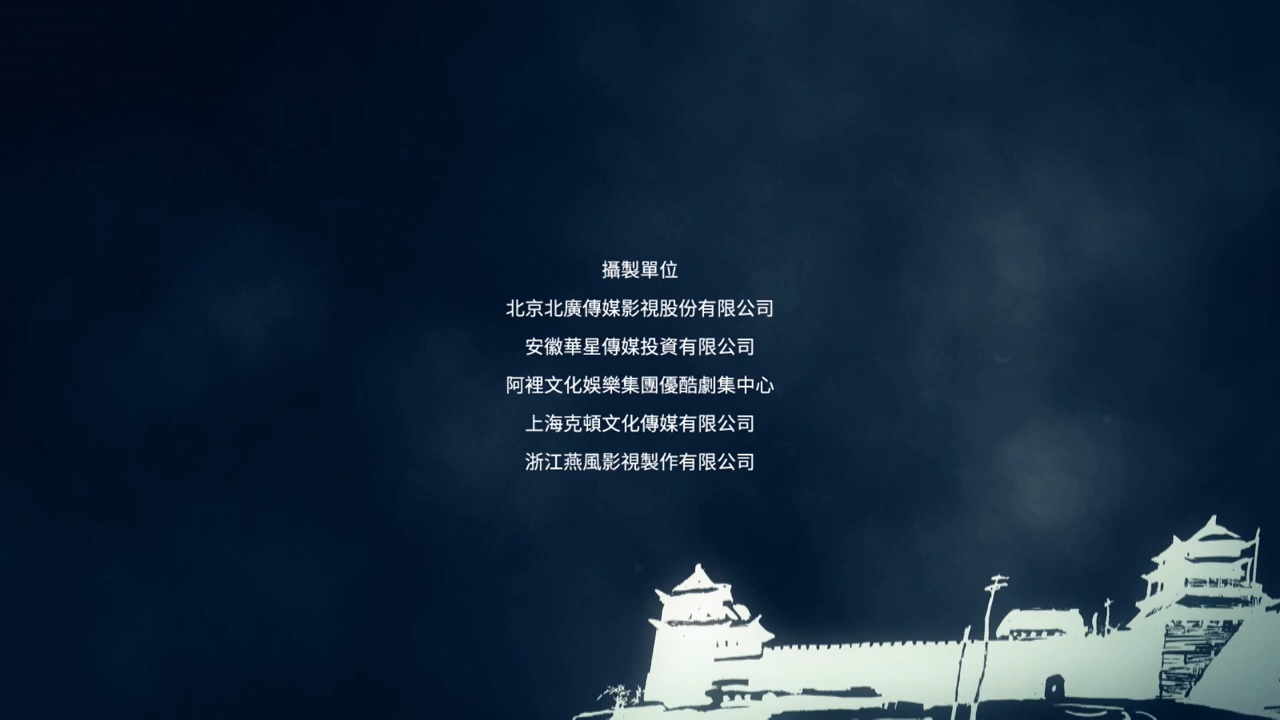 攝製單位
北京北廣傳媒影視股份有限公司
安徽華星傳媒投資有限公司
阿裡文化娛樂集團優酷劇集中心
上海克頓文化傳媒有限公司
浙江燕風影視製作有限公司